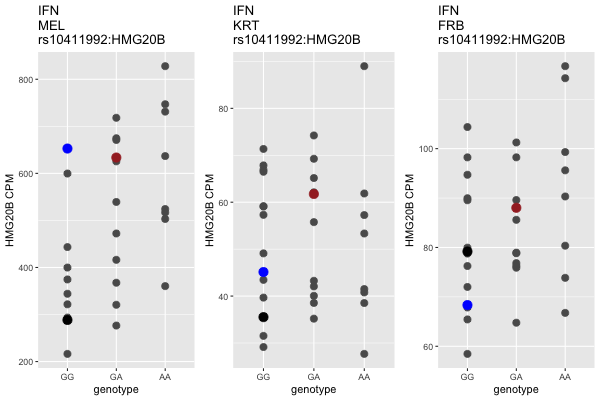 IFN
MEL
rs10411992:HMG20B
HMG20B CPM
800
600
400
200
GG GA AA
genotype
IFN
KRT
rs10411992:HMG20B
HMG20B CPM
80
60
40
GG GA AA
genotype
IFN
FRB
rs10411992:HMG20B
HMG20B CPM
100
80
60
GG GA AA
genotype